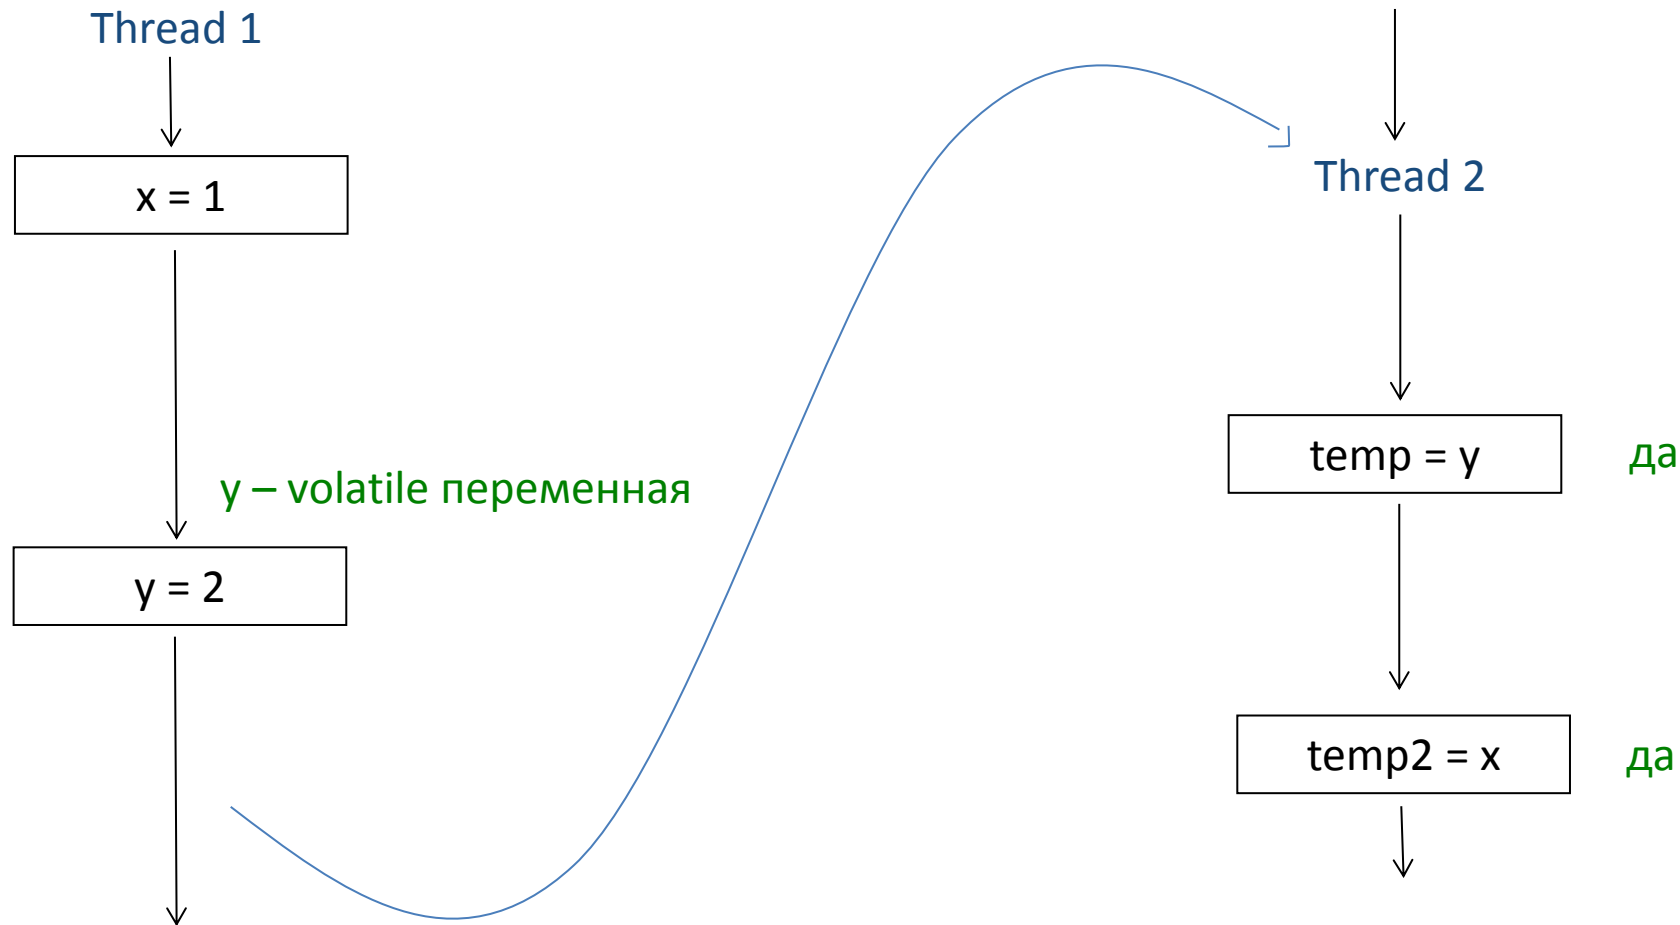 Thread 1
x = 1
y – volatile переменная
y = 2
Thread 2
temp = y
да
temp2 = x
да